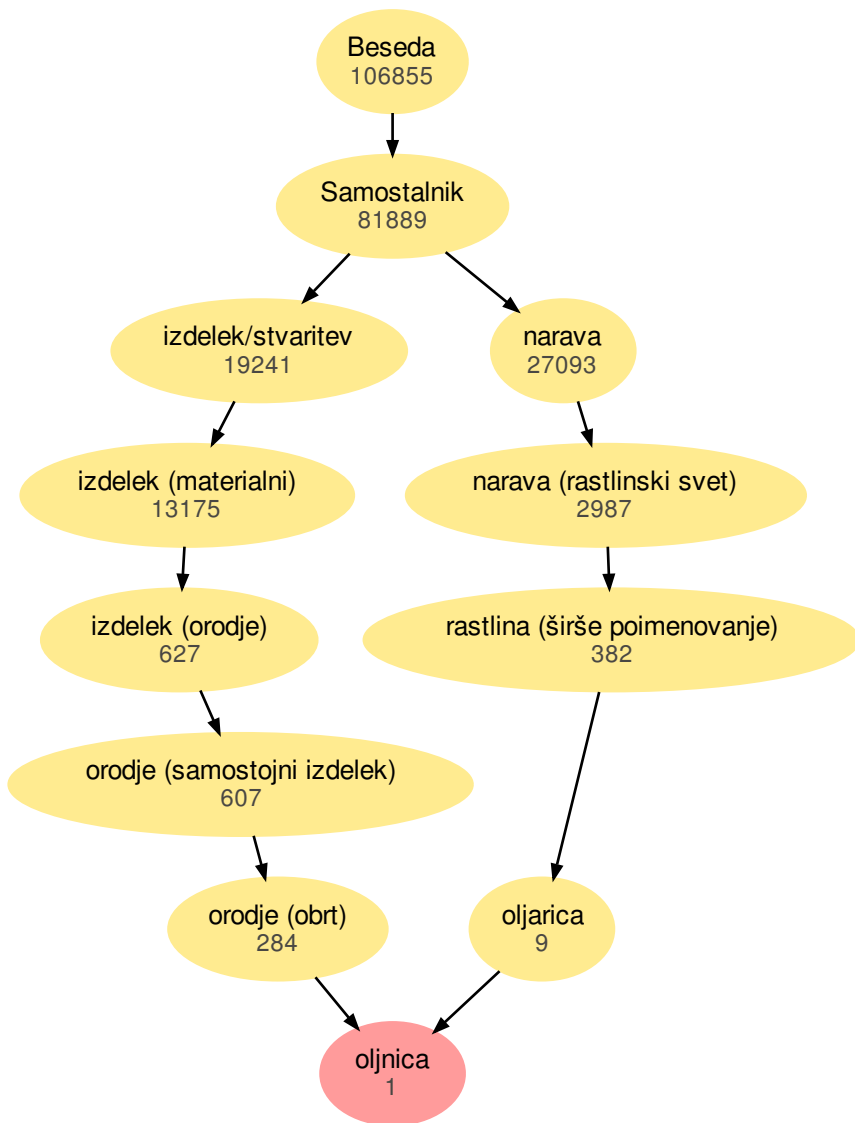 Beseda
106855
Samostalnik
81889
izdelek/stvaritev
19241
narava
27093
izdelek (materialni)
13175
narava (rastlinski svet)
2987
izdelek (orodje)
627
rastlina (širše poimenovanje)
382
orodje (samostojni izdelek)
607
orodje (obrt)
284
oljarica
9
oljnica
1